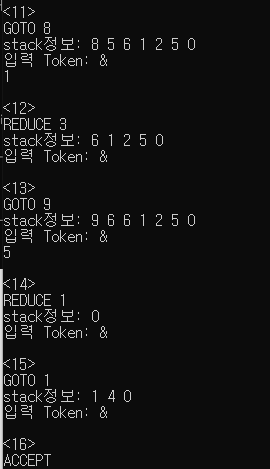 <11>
GOTO 8
stack정보: 8 5 6 1 2 5 0
입력 Token: &
1
<12>
REDUCE 3
stack정보: 6 1 2 5 0
입력 Token: &
<13>
GOTO 9
stack정보: 9 6 6 1 2 5 0
입력 Token: &
5
<14>
REDUCE 1
stack정보: 0
입력 Token: &
<15>
GOTO 1
stack정보: 1 4 0
입력 Token: &
<16>
ACCEPT